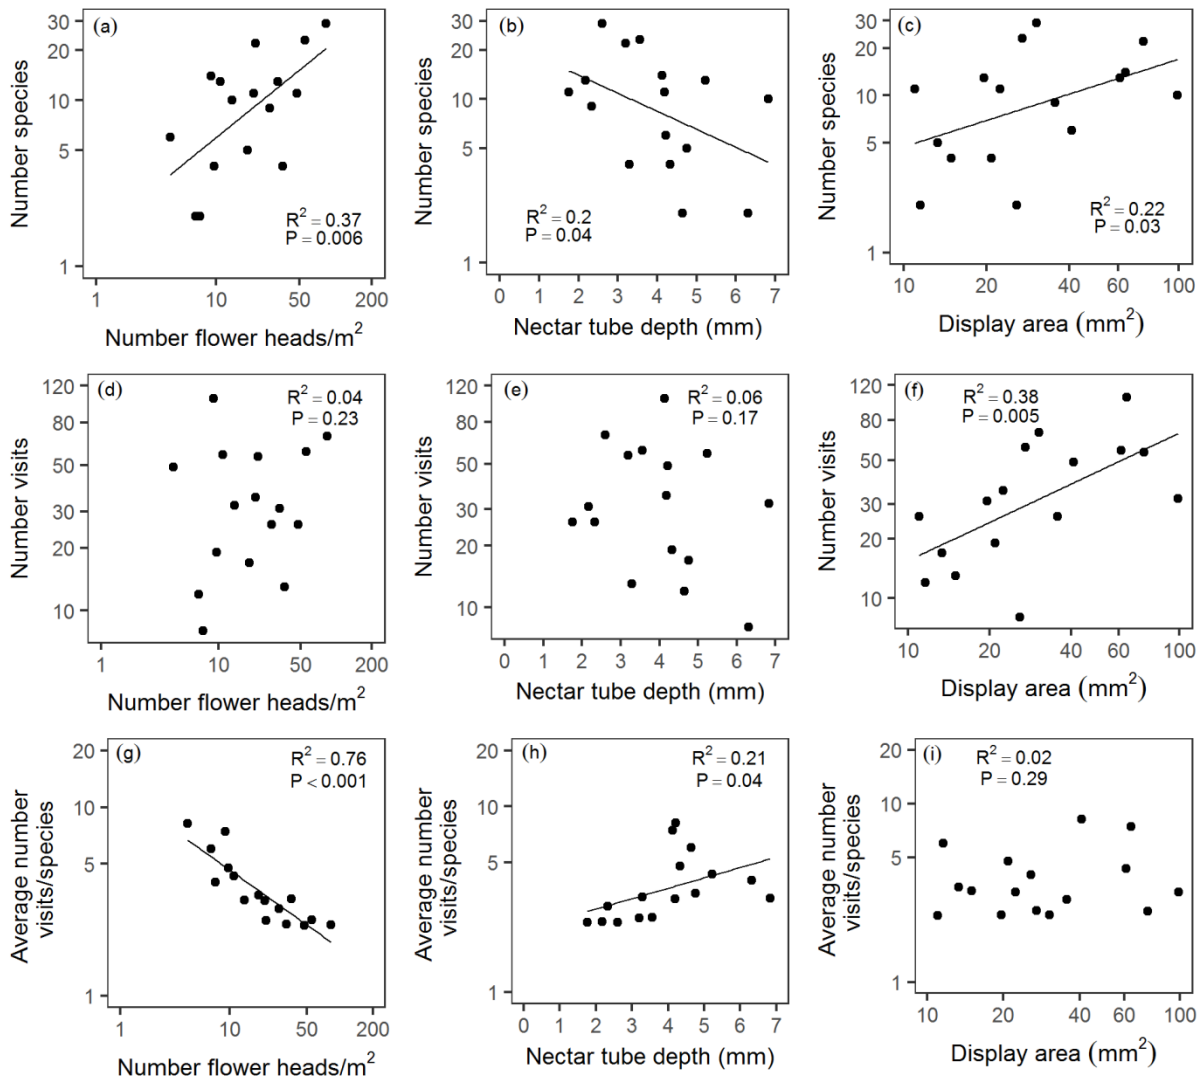 (a)
Number species
30
20
10
5
1
R² = 0.37
P = 0.006
1 10 50 200
Number flower heads/m²
(b)
Number species
30
20
10
5
1
R² = 0.2
P = 0.04
0 1 2 3 4 5 6 7
Nectar tube depth (mm)
(c)
Number species
30
20
10
5
1
R² = 0.22
P = 0.03
10 20 40 60 100
Display area (mm²)
(d)
Number visits
120
80
50
30
20
10
R² = 0.04
P = 0.23
1 10 50 200
Number flower heads/m²
(e)
Number visits
120
80
50
30
20
10
R² = 0.06
P = 0.17
0 1 2 3 4 5 6 7
Nectar tube depth (mm)
(f)
Number visits
120
80
50
30
20
10
R² = 0.38
P = 0.005
10 20 40 60 100
Display area (mm²)
(g)
Average number
visits/species
20
10
5
1
R² = 0.76
P < 0.001
1 10 50 200
Number flower heads/m²
(h)
Average number
visits/species
20
10
5
1
R² = 0.21
P = 0.04
0 1 2 3 4 5 6 7
Nectar tube depth (mm)
(i)
Average number
visits/species
20
10
5
1
R² = 0.02
P = 0.29
10 20 40 60 100
Display area (mm²)